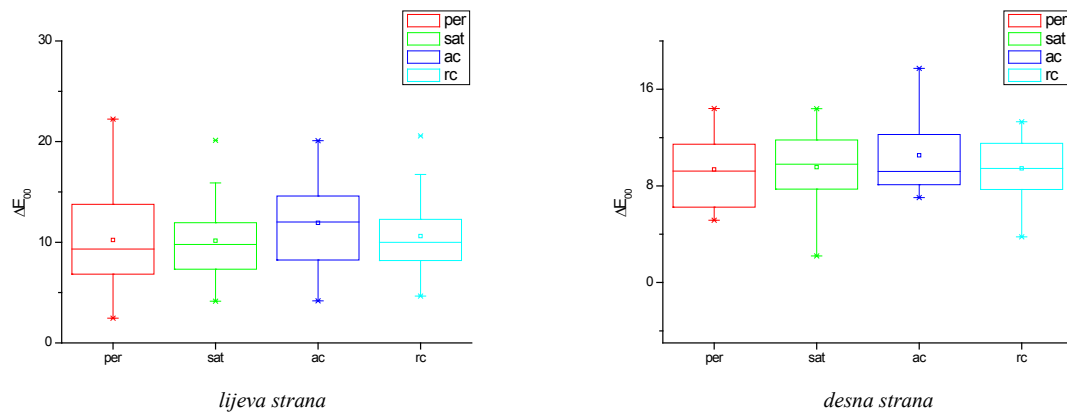 per
sat
ac
rc
30
20
10
0
ΔE00
per sat ac rc
lijeva strana
per
sat
ac
rc
16
8
0
ΔE00
per sat ac rc
desna strana